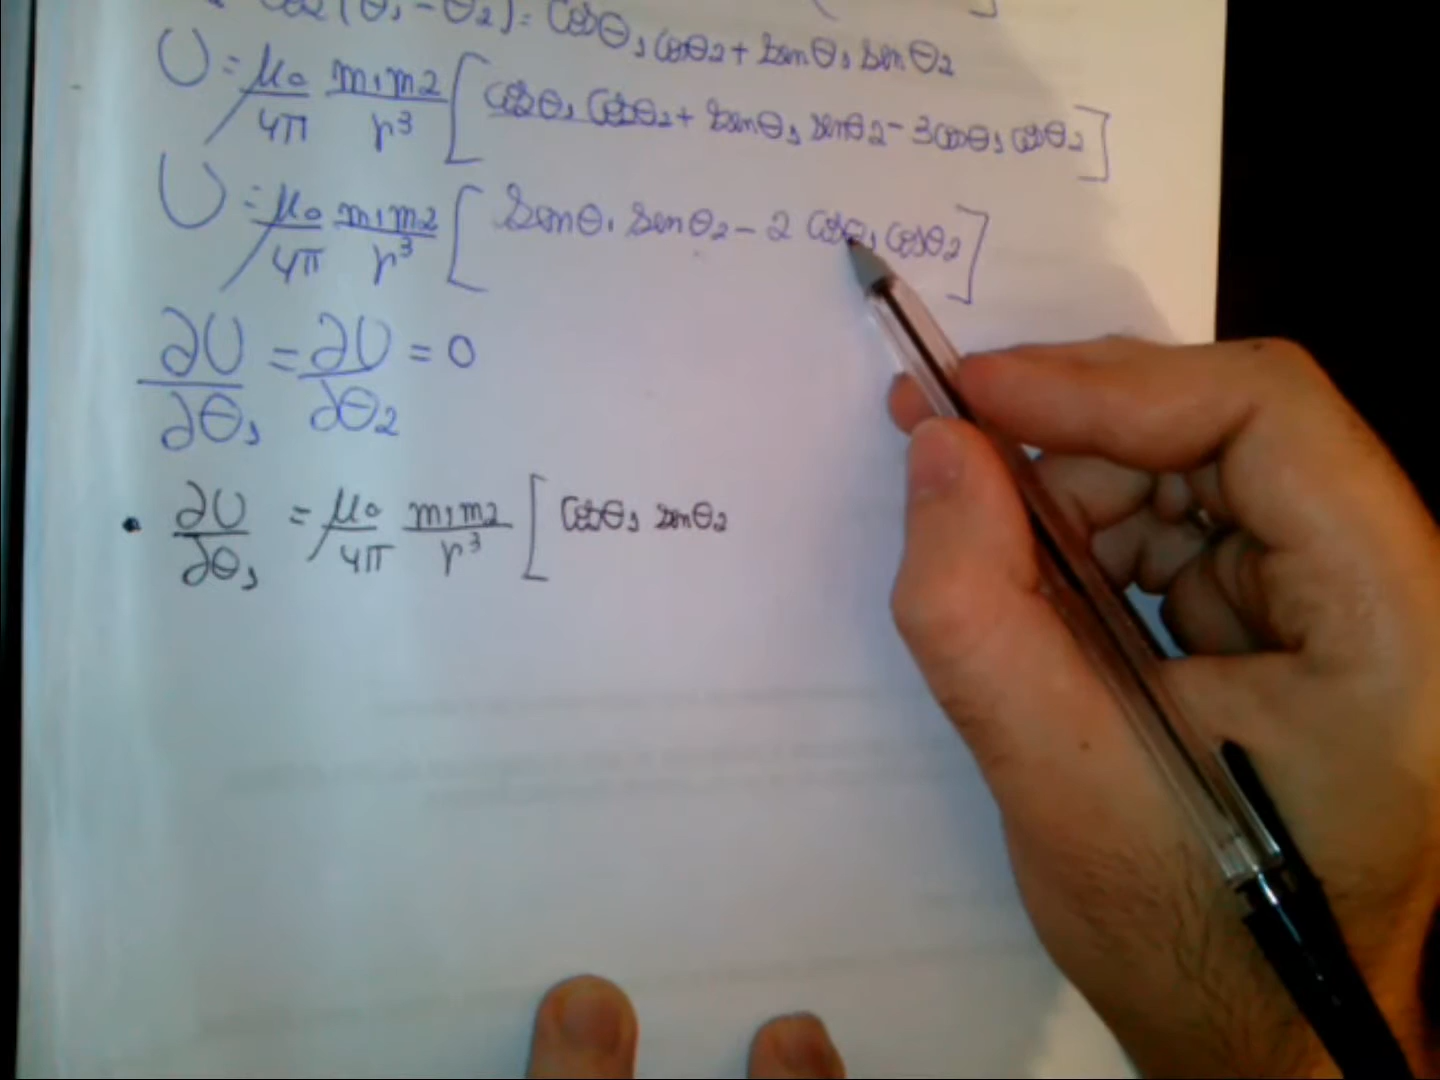 (θ₁ - θ₂) = Cosθ₁ Cosθ₂ + Senθ₁ Senθ₂
U = μ₀/4π m₁m₂/r³ [Cosθ₁ Cosθ₂ + Senθ₁ Senθ₂ - 3Cosθ₁ Cosθ₂]
U = μ₀/4π m₁m₂/r³ [Senθ₁ Senθ₂ - 2 Cosθ₁ Cosθ₂]
∂U/∂θ₁ = ∂U/∂θ₂ = 0
• ∂U/∂θ₁ = μ₀/4π m₁m₂/r³ [Cosθ₁ Senθ₂